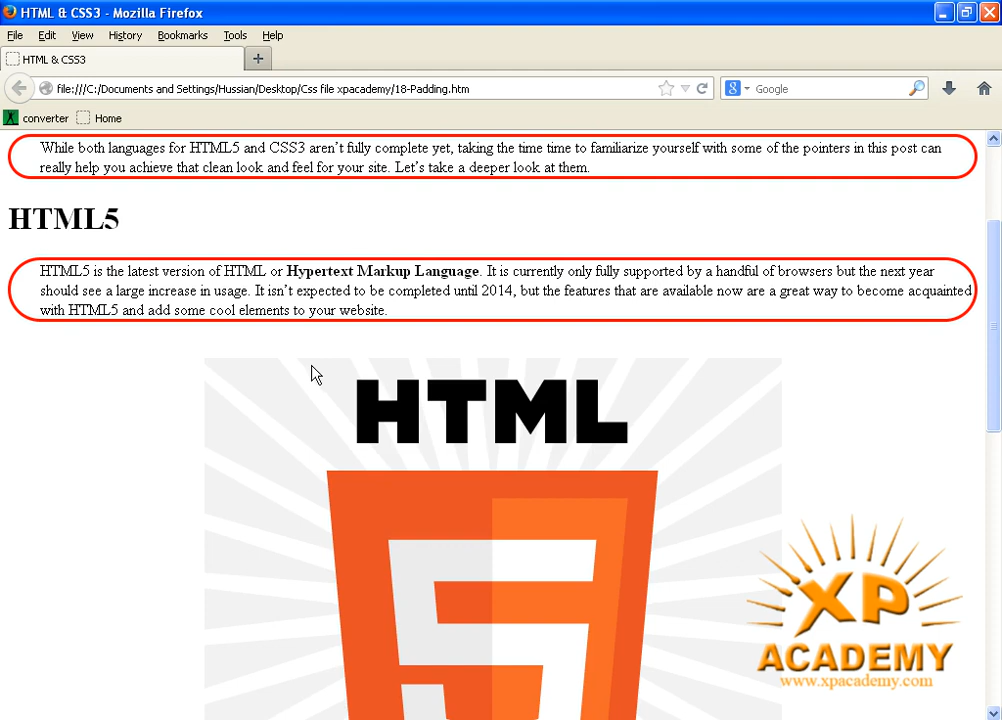 HTML & CSS3 - Mozilla Firefox
File Edit View History Bookmarks Tools Help
HTML & CSS3
file:///C:/Documents and Settings/Hussian/Desktop/Css file xpacademy/18-Padding.htm
Google
converter Home
While both languages for HTML5 and CSS3 aren't fully complete yet, taking the time time to familiarize yourself with some of the pointers in this post can
really help you achieve that clean look and feel for your site. Let's take a deeper look at them.
HTML5
HTML5 is the latest version of HTML or Hypertext Markup Language. It is currently only fully supported by a handful of browsers but the next year
should see a large increase in usage. It isn't expected to be completed until 2014, but the features that are available now are a great way to become acquainted
with HTML5 and add some cool elements to your website.
HTML
5
XP
ACADEMY
www.xpacademy.com